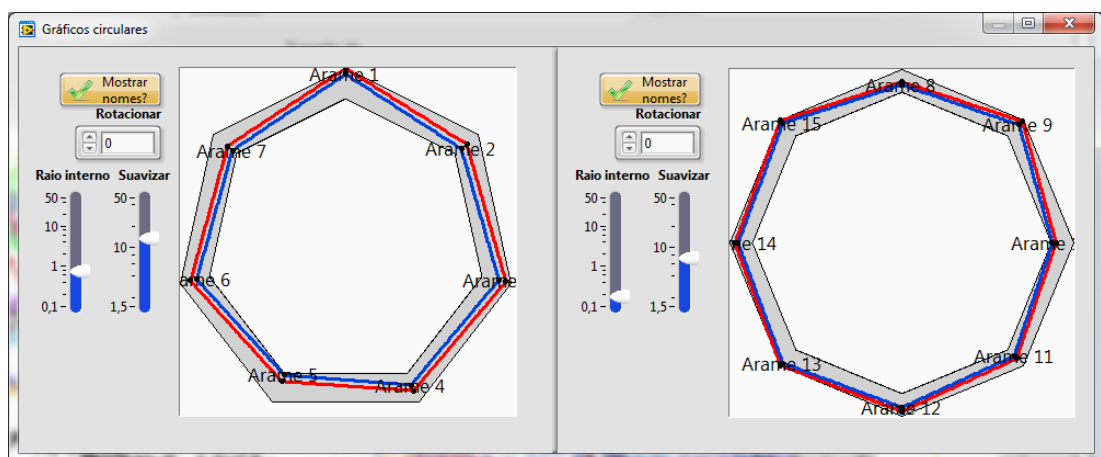 Gráficos circulares
Mostrar
nomes?
Rotacionar
0
Raio interno Suavizar
50
10
1
0,1
50
10
1,5
Arame 1
Arame 2
Arame 7
ame 6
Arame
Arame 5
Arame 4
Mostrar
nomes?
Rotacionar
0
Raio interno Suavizar
50
10
1
0,1
50
10
1,5
Arame 8
Arame 15
Arame 9
e 14
Arame
Arame 13
Arame 11
Arame 12